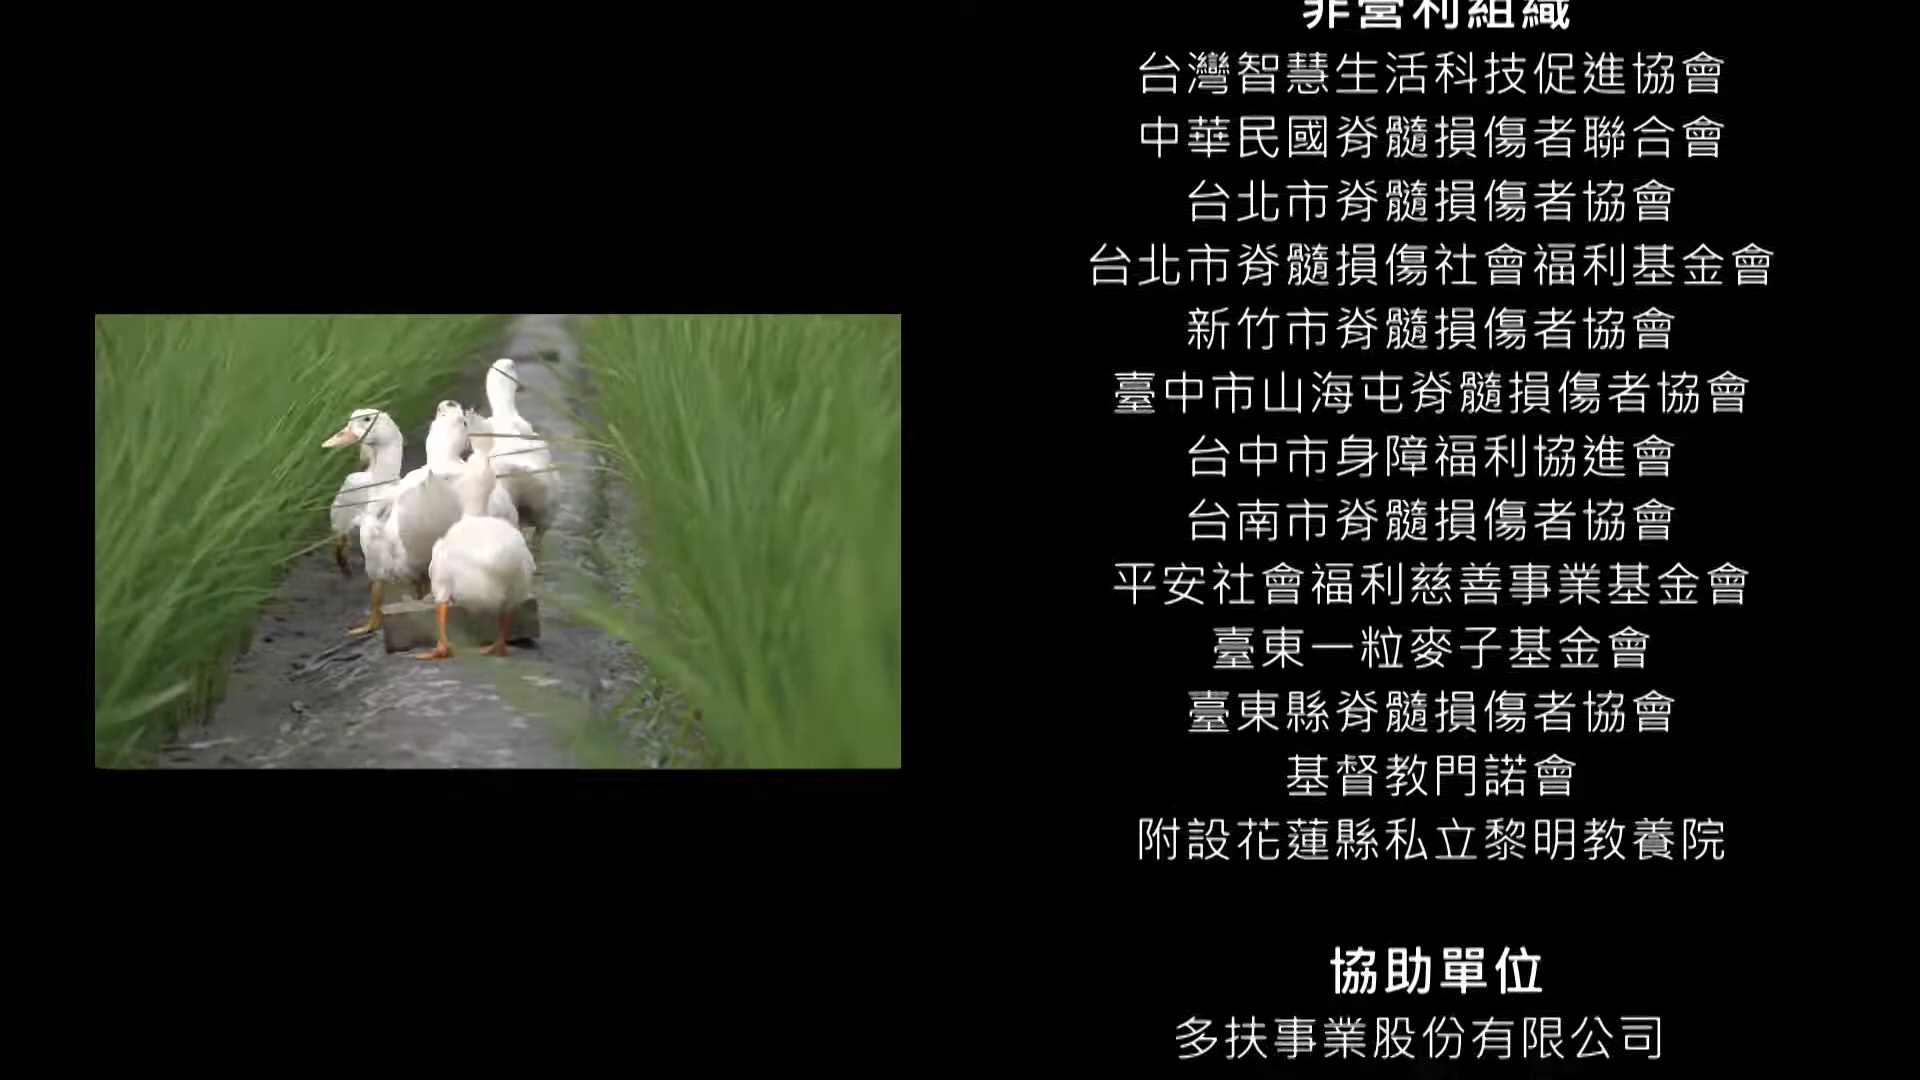 非營利組織
台灣智慧生活科技促進協會
中華民國脊髓損傷者聯合會
台北市脊髓損傷者協會
台北市脊髓損傷社會福利基金會
新竹市脊髓損傷者協會
臺中市山海屯脊髓損傷者協會
台中市身障福利協進會
台南市脊髓損傷者協會
平安社會福利慈善事業基金會
臺東一粒麥子基金會
臺東縣脊髓損傷者協會
基督教門諾會
附設花蓮縣私立黎明教養院
協助單位
多扶事業股份有限公司